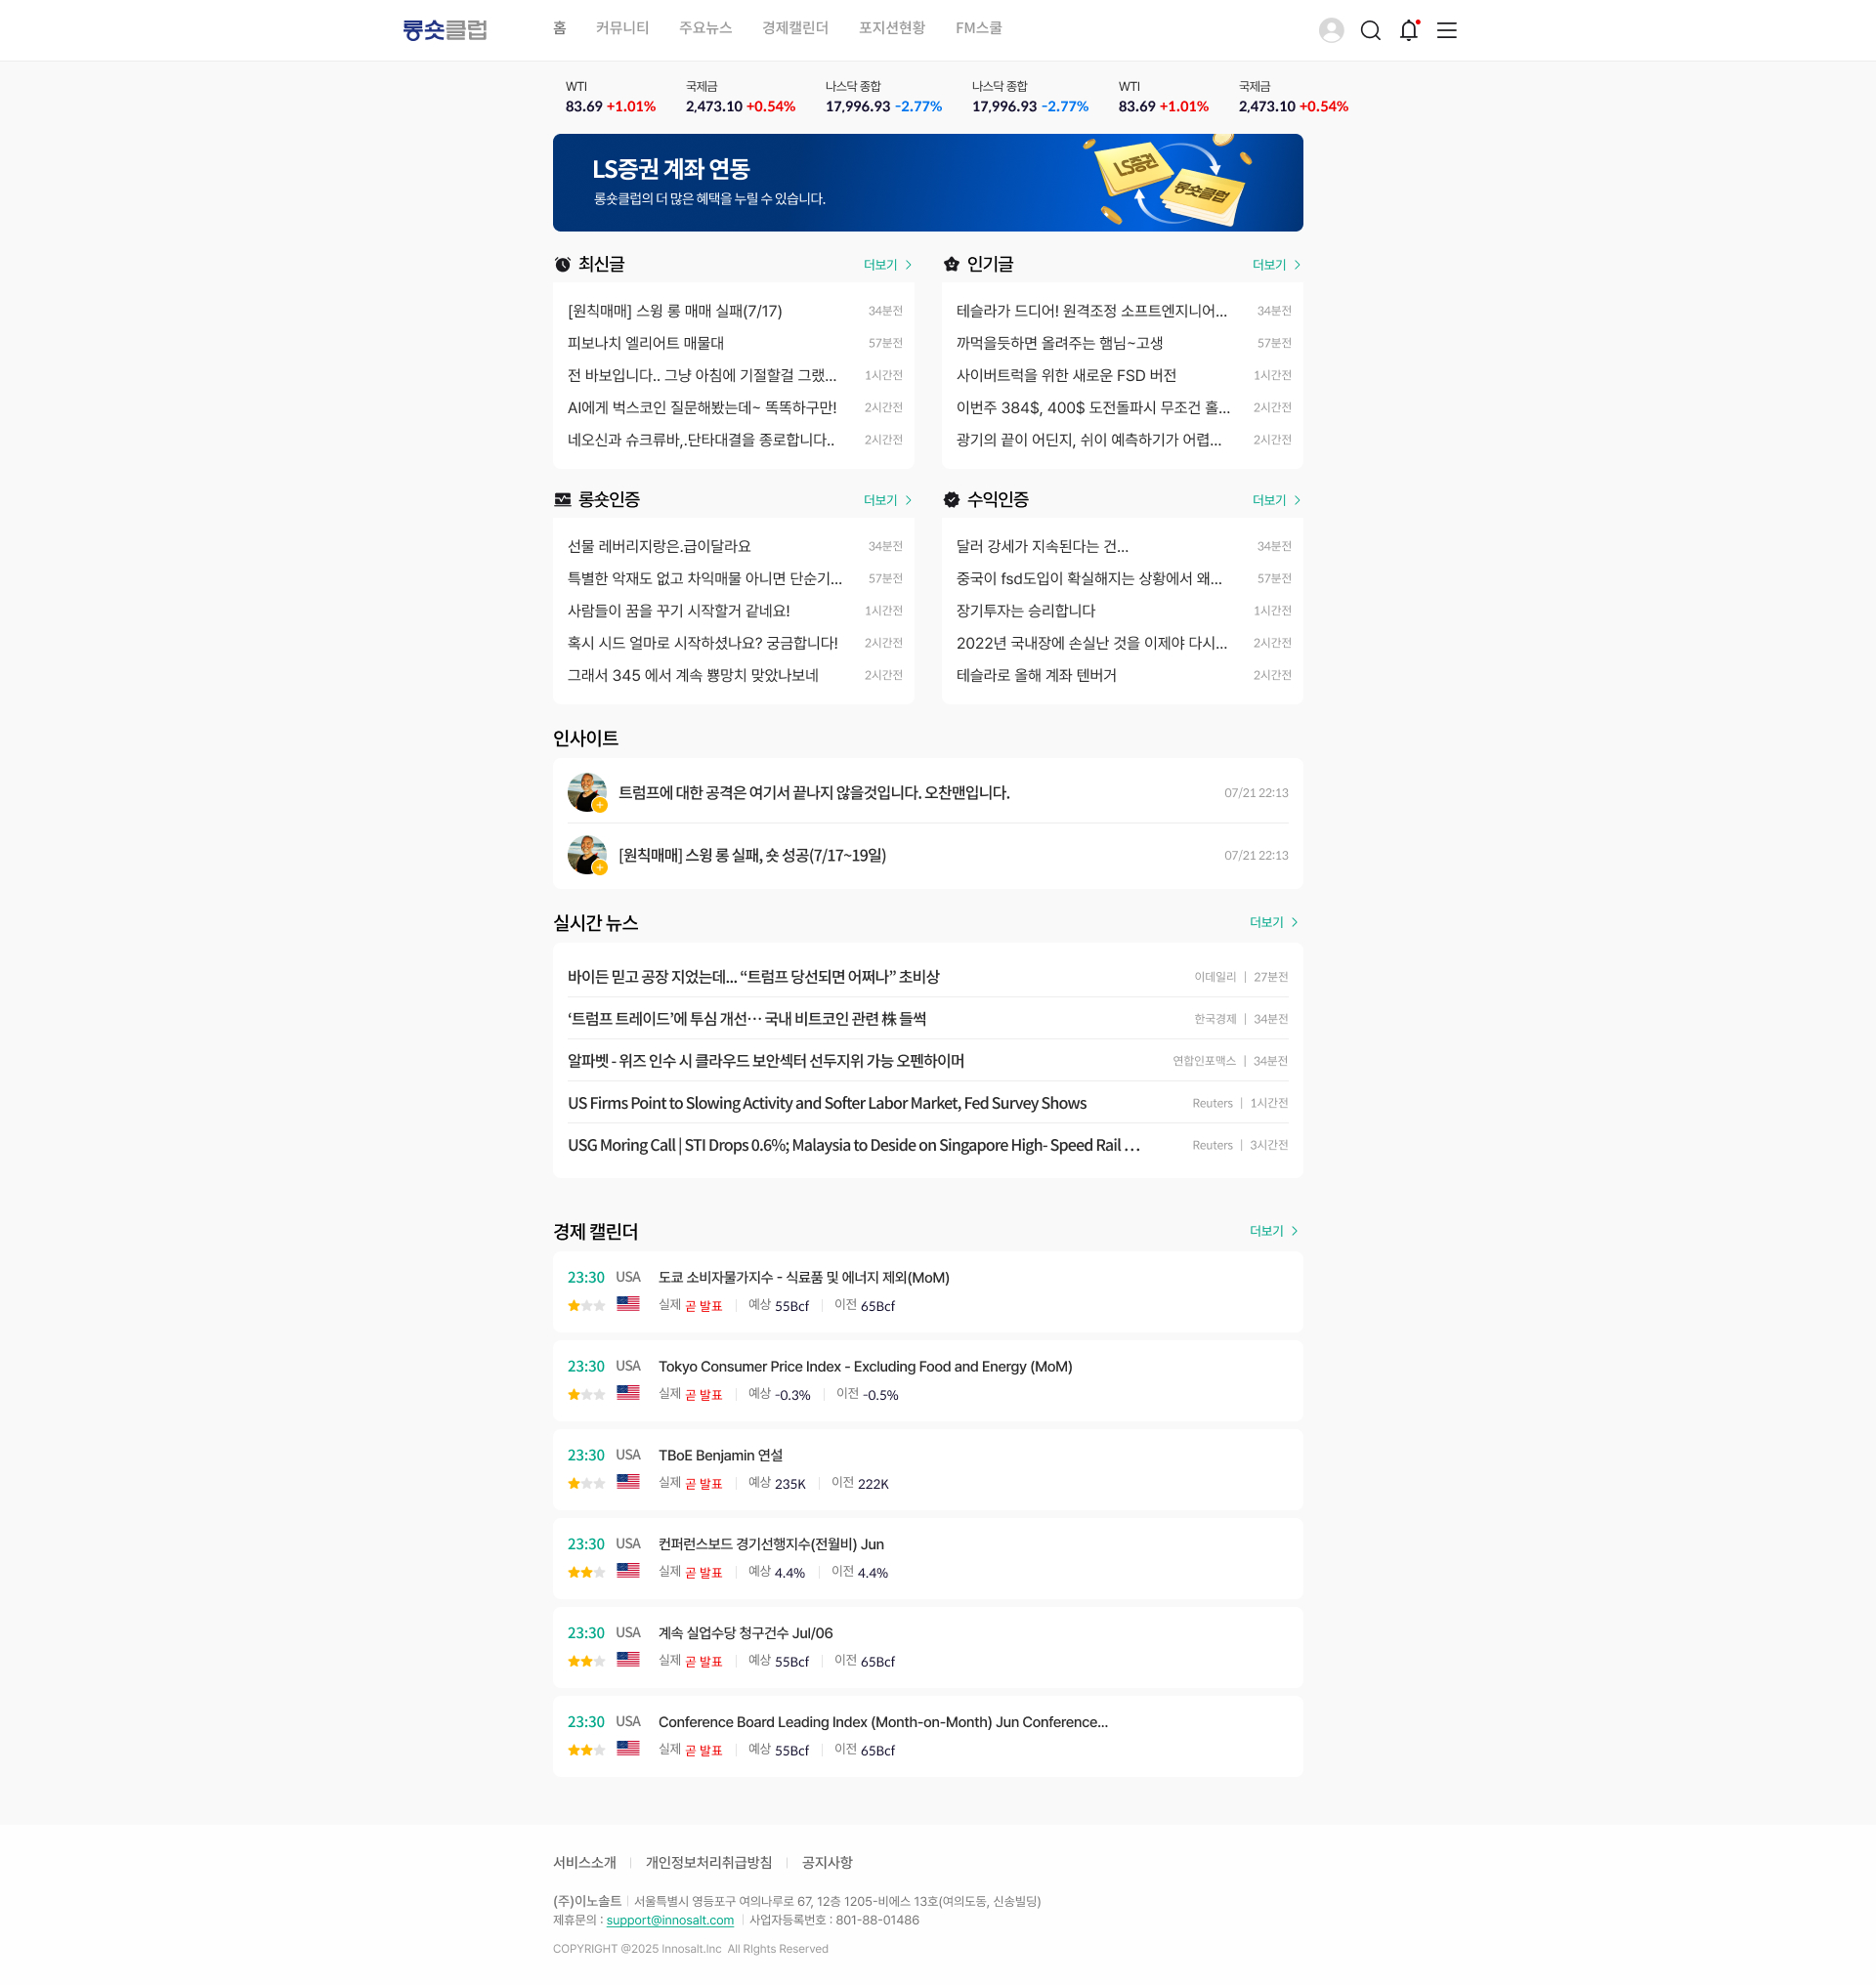 롱숏클럽 홈 커뮤니티 주요뉴스 경제캘린더 포지션현황 FM스쿨
WTI 국제금 나스닥 종합 나스닥 종합 WTI 국제금
83.69 +1.01% 2,473.10 +0.54% 17,996.93 -2.77% 17,996.93 -2.77% 83.69 +1.01% 2,473.10 +0.54%
LS증권 계좌 연동
롱숏클럽의 더 많은 혜택을 누릴 수 있습니다.
LS증권
롱숏클럽
최신글 더보기
[원칙매매] 스윙 롱 매매 실패(7/17) 34분전
피보나치 엘리어트 매물대 57분전
전 바보입니다.. 그냥 아침에 기절할걸 그랬... 1시간전
AI에게 벅스코인 질문해봤는데~ 똑똑하구만! 2시간전
네오신과 슈크류바,.단타대결을 종로합니다.. 2시간전
인기글 더보기
테슬라가 드디어! 원격조정 소프트엔지니어... 34분전
까먹을듯하면 올려주는 햄님~고생 57분전
사이버트럭을 위한 새로운 FSD 버전 1시간전
이번주 384$, 400$ 도전돌파시 무조건 홀... 2시간전
광기의 끝이 어딘지, 쉬이 예측하기가 어렵... 2시간전
롱숏인증 더보기
선물 레버리지랑은.급이달라요 34분전
특별한 악재도 없고 차익매물 아니면 단순기... 57분전
사람들이 꿈을 꾸기 시작할거 같네요! 1시간전
혹시 시드 얼마로 시작하셨나요? 궁금합니다! 2시간전
그래서 345 에서 계속 뿅망치 맞았나보네 2시간전
수익인증 더보기
달러 강세가 지속된다는 건... 34분전
중국이 fsd도입이 확실해지는 상황에서 왜... 57분전
장기투자는 승리합니다 1시간전
2022년 국내장에 손실난 것을 이제야 다시... 2시간전
테슬라로 올해 계좌 텐버거 2시간전
인사이트
트럼프에 대한 공격은 여기서 끝나지 않을것입니다. 오찬맨입니다. 07/21 22:13
[원칙매매] 스윙 롱 실패, 숏 성공(7/17~19일) 07/21 22:13
실시간 뉴스 더보기
바이든 믿고 공장 지었는데... “트럼프 당선되면 어쩌나” 초비상 이데일리 | 27분전
‘트럼프 트레이드’에 투심 개선… 국내 비트코인 관련 株 들썩 한국경제 | 34분전
알파벳 - 위즈 인수 시 클라우드 보안섹터 선두지위 가능 오펜하이머 연합인포맥스 | 34분전
US Firms Point to Slowing Activity and Softer Labor Market, Fed Survey Shows Reuters | 1시간전
USG Moring Call | STI Drops 0.6%; Malaysia to Deside on Singapore High- Speed Rail ... Reuters | 3시간전
경제 캘린더 더보기
23:30 USA 도쿄 소비자물가지수 - 식료품 및 에너지 제외(MoM)
실제 곧 발표 | 예상 55Bcf | 이전 65Bcf
23:30 USA Tokyo Consumer Price Index - Excluding Food and Energy (MoM)
실제 곧 발표 | 예상 -0.3% | 이전 -0.5%
23:30 USA TBoE Benjamin 연설
실제 곧 발표 | 예상 235K | 이전 222K
23:30 USA 컨퍼런스보드 경기선행지수(전월비) Jun
실제 곧 발표 | 예상 4.4% | 이전 4.4%
23:30 USA 계속 실업수당 청구건수 Jul/06
실제 곧 발표 | 예상 55Bcf | 이전 65Bcf
23:30 USA Conference Board Leading Index (Month-on-Month) Jun Conference...
실제 곧 발표 | 예상 55Bcf | 이전 65Bcf
서비스소개 | 개인정보처리취급방침 | 공지사항
(주)이노솔트 | 서울특별시 영등포구 여의나루로 67, 12층 1205-비에스 13호(여의도동, 신송빌딩)
제휴문의 : support@innosalt.com | 사업자등록번호 : 801-88-01486
COPYRIGHT @2025 Innosalt.Inc All Rights Reserved